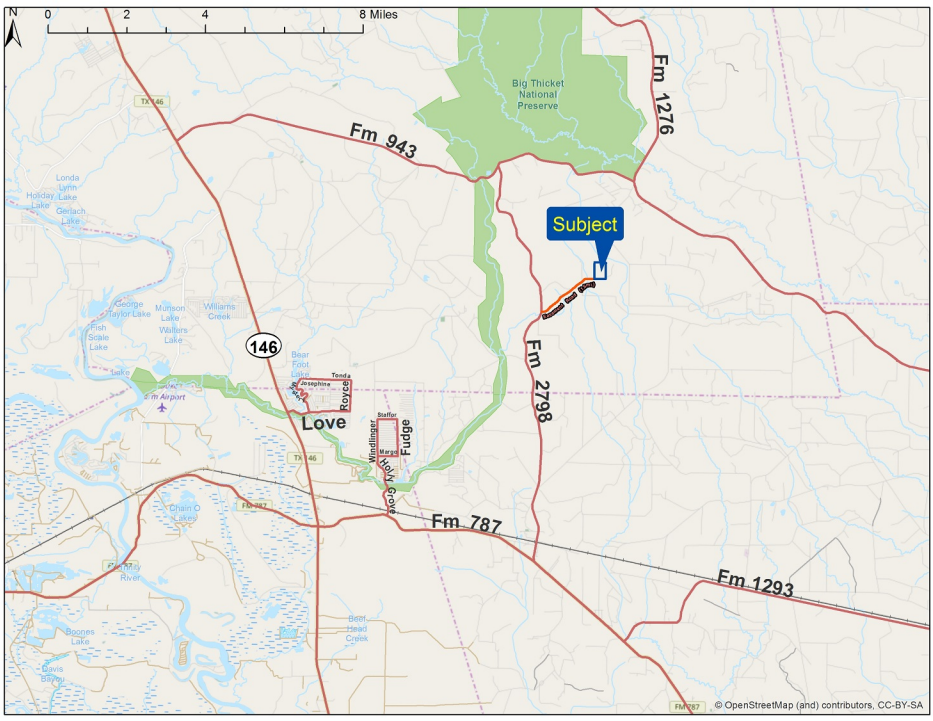 N
0 2 4 8 Miles
Big Thicket
National
Preserve
Fm 1276
TX 146
Fm 943
Londa
Lynn
Lake
Holiday
Lake
Gerlach
Lake
Subject
George
Taylor Lake
Munson
Lake
Walters
Lake
Williams
Creek
Fish
Scale
Lake
146
Bear
Foot
Lake
Fm 2798
Lake
Tonda
Josephine
Royce
m Airport
Love
Staffor
Windlinger
Fudge
Margo
Holly Grove
TX 146
Chain O
Lakes
FM 787
Fm 787
Trinity
River
Fm 1293
Boones
Lake
Beef
Head
Creek
Davis
Bayou
FM 787
© OpenStreetMap (and) contributors, CC-BY-SA